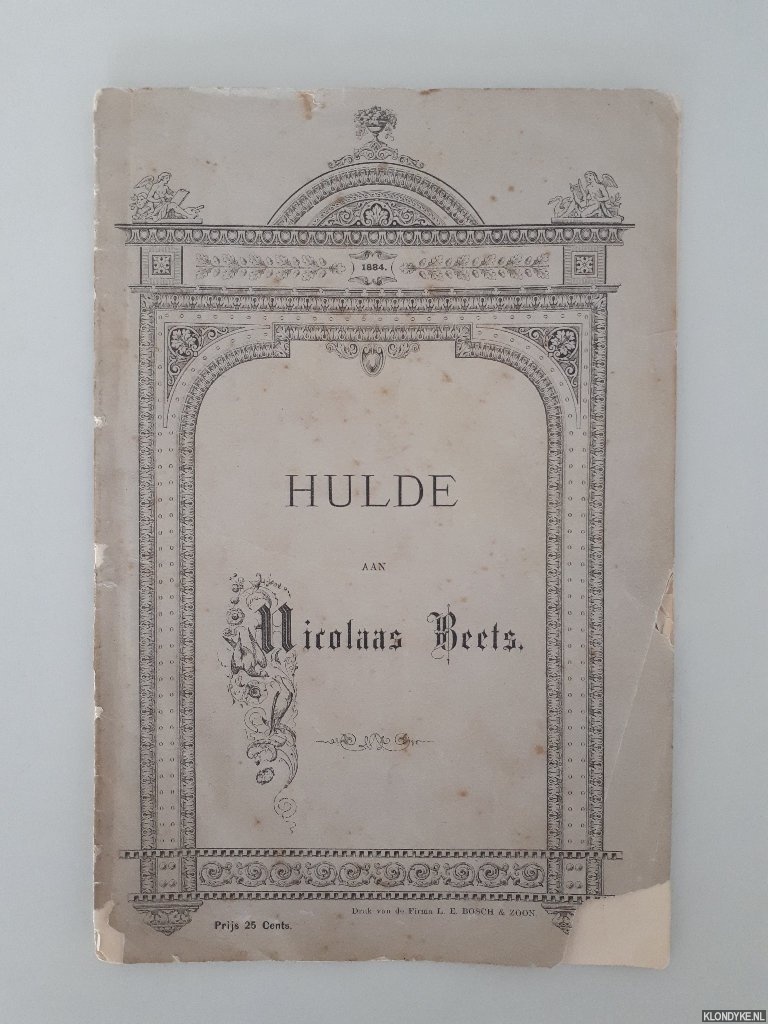 1884.
HULDE
AAN
Nicolaas Beets.
Druk van de Firma L. E. BOSCH & ZOON.
Prijs 25 Cents.
KLONDYKE.NL